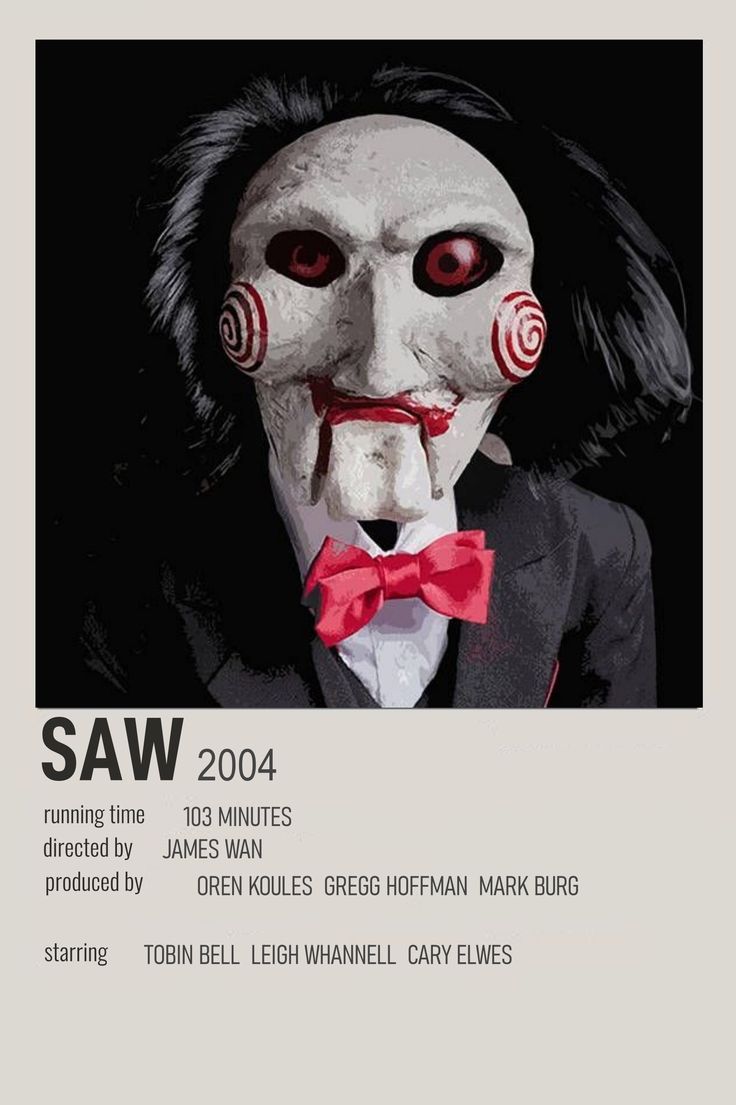 SAW 2004
running time 103 MINUTES
directed by JAMES WAN
produced by OREN KOULES GREGG HOFFMAN MARK BURG
starring TOBIN BELL LEIGH WHANNELL CARY ELWES